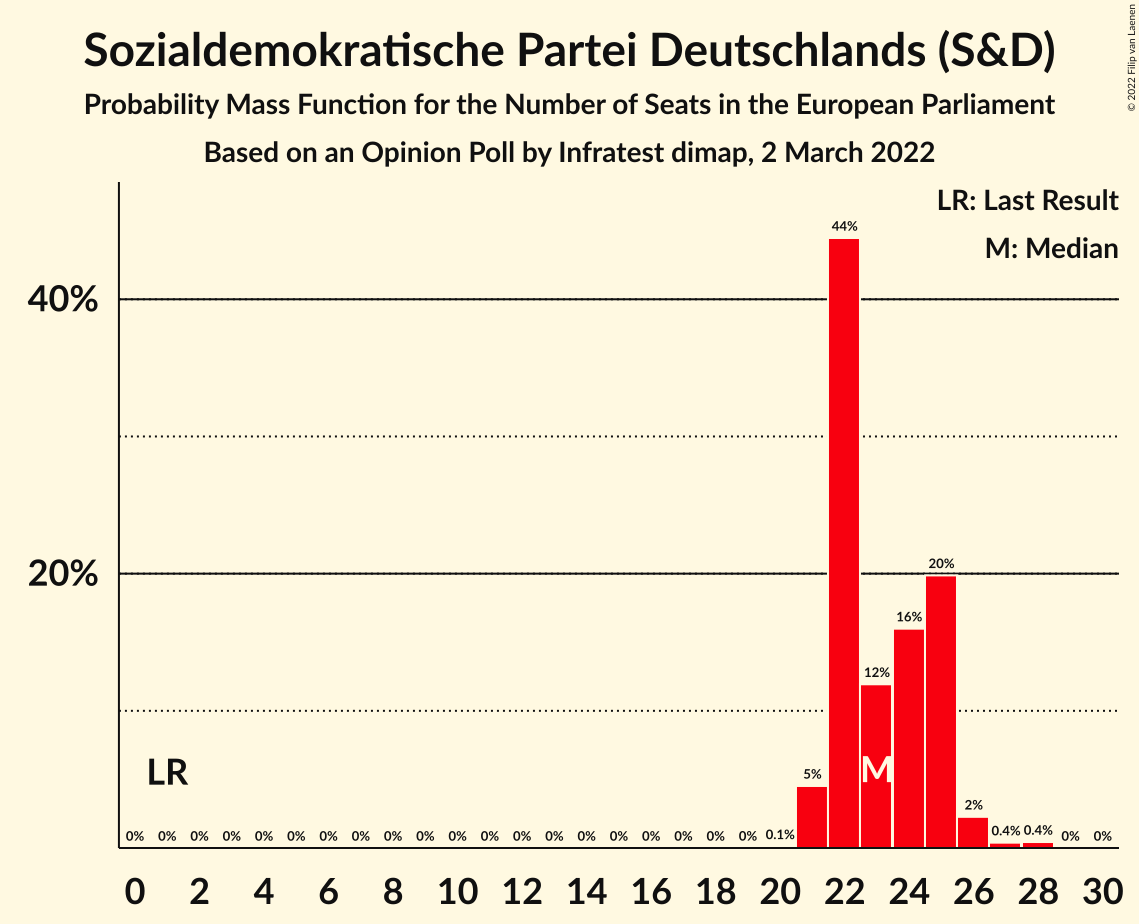 Sozialdemokratische Partei Deutschlands (S&D)
Probability Mass Function for the Number of Seats in the European Parliament
Based on an Opinion Poll by Infratest dimap, 2 March 2022
© 2022 Filip van Laenen
LR: Last Result
M: Median
44%
40%
20%
20%
16%
12%
LR
M
5%
2%
0% 0% 0% 0% 0% 0% 0% 0% 0% 0% 0% 0% 0% 0% 0% 0% 0% 0% 0% 0% 0.1% 0.4% 0.4% 0% 0%
0 2 4 6 8 10 12 14 16 18 20 22 24 26 28 30